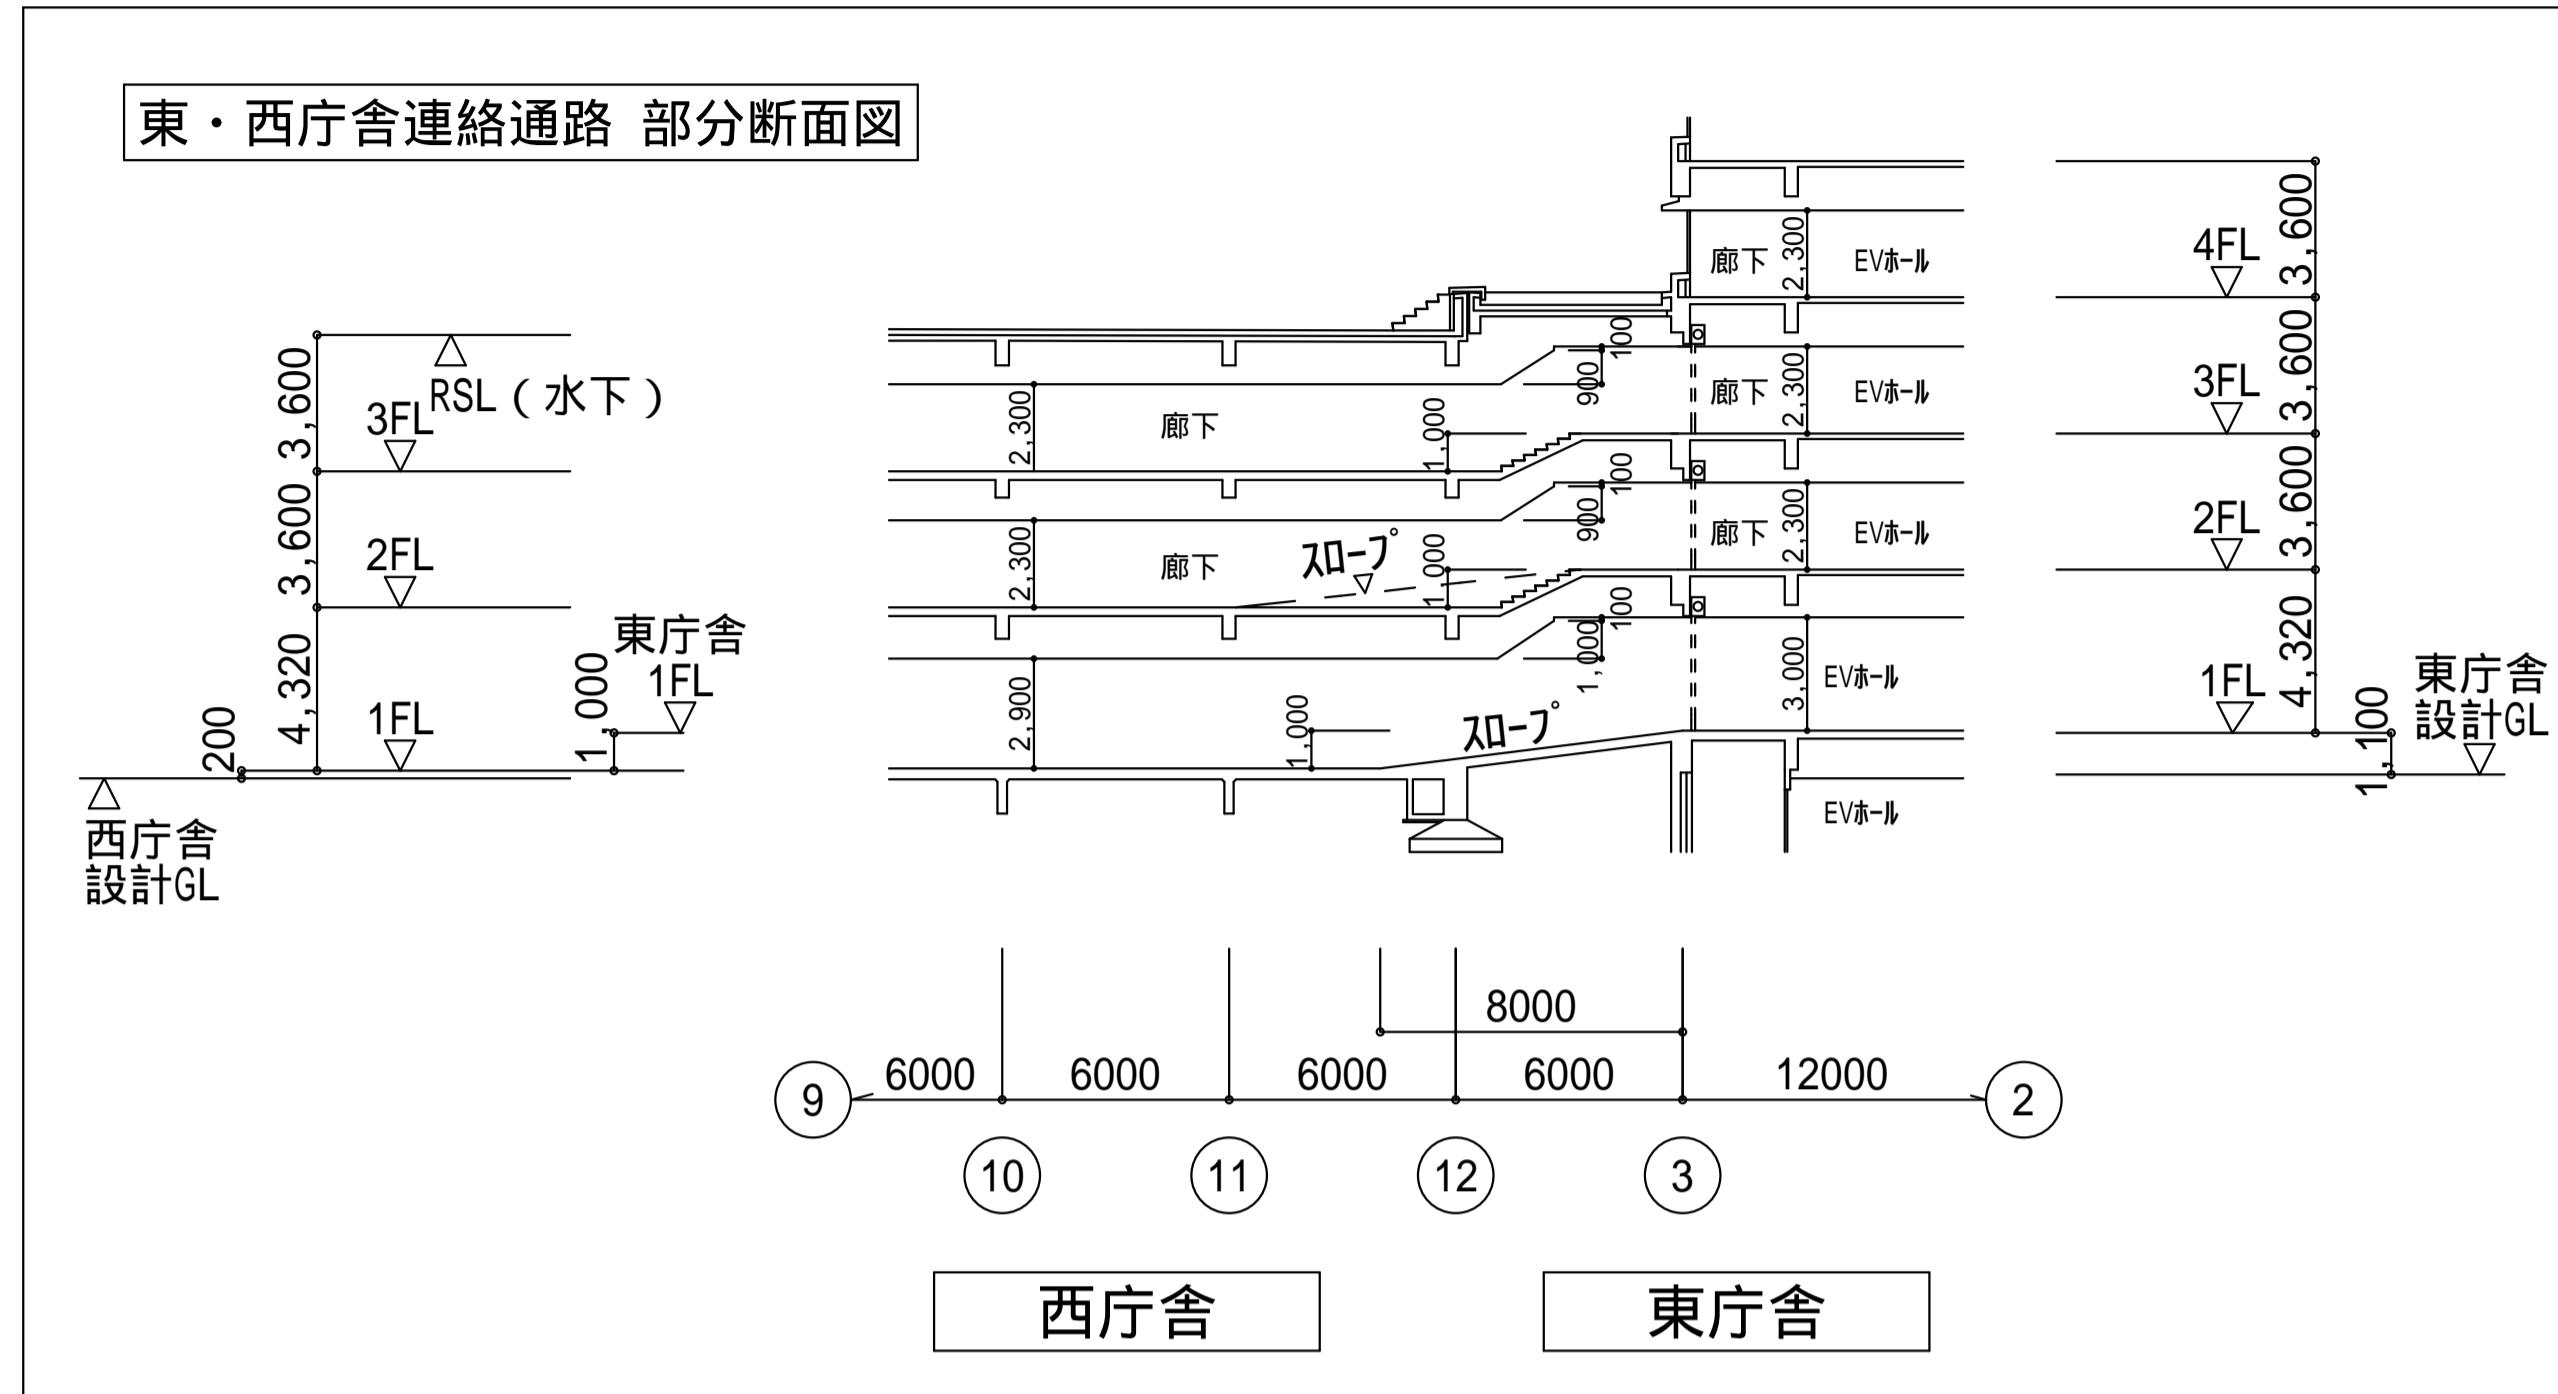 東・西庁舎連絡通路 部分断面図
3,600
3,600
4,320
200
RSL(水下)
3FL
2FL
1FL
1,000
東庁舎
1FL
西庁舎
設計GL
廊下
2,300
EVホール
100
900
2,300
廊下
1,000
廊下
2,300
EVホール
100
900
2,300
廊下
スロープ
1,000
廊下
2,300
EVホール
100
1,000
2,900
1,000
スロープ
3,000
EVホール
EVホール
4FL
3FL
2FL
1FL
3,600
3,600
3,600
4,320
1,100
東庁舎
設計GL
8000
9
6000
6000
6000
6000
12000
2
10
11
12
3
西庁舎
東庁舎